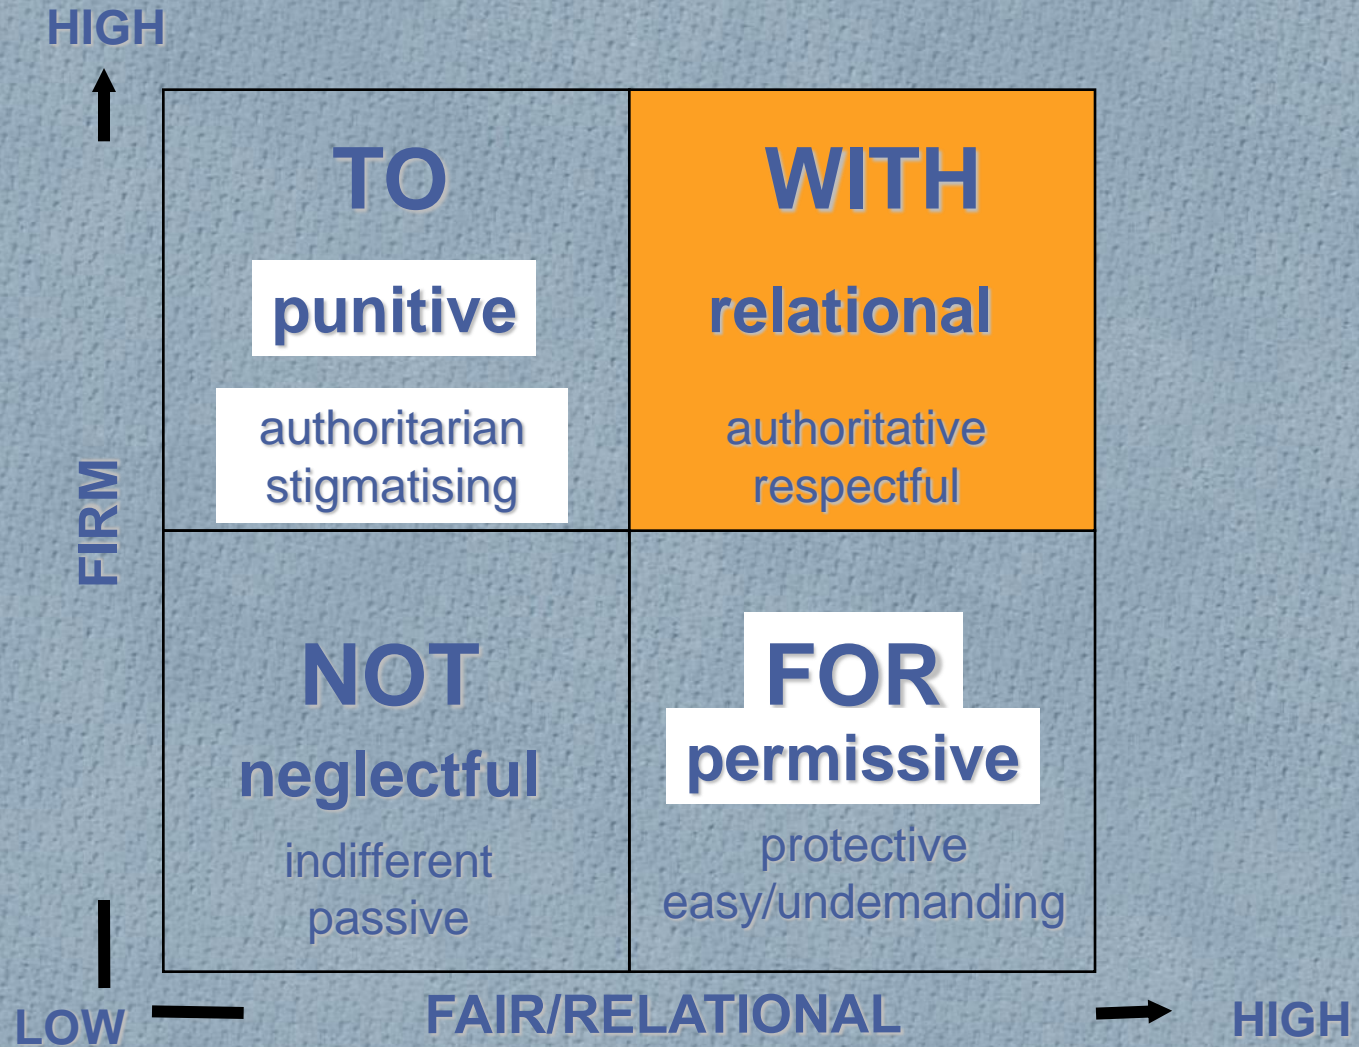 HIGH
TO
WITH
punitive
relational
authoritarian
stigmatising
authoritative
respectful
FIRM
NOT
neglectful
indifferent
passive
FOR
permissive
protective
easy/undemanding
LOW
FAIR/RELATIONAL
HIGH